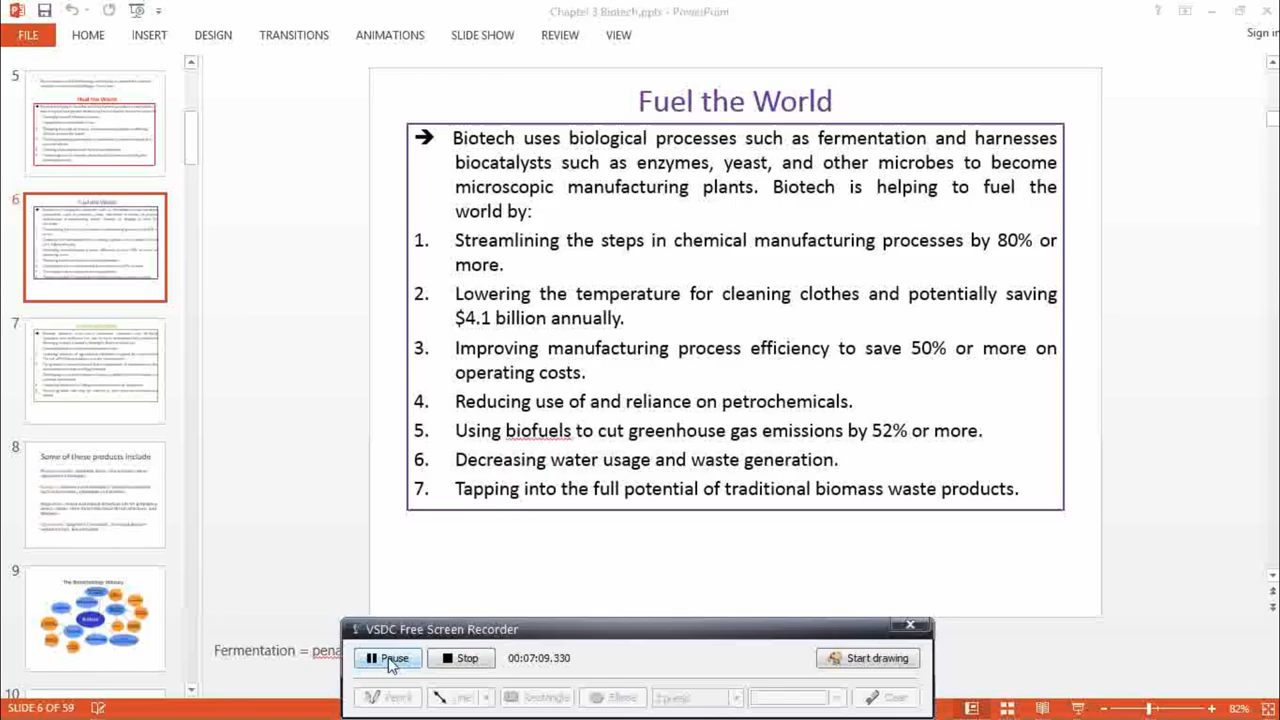 Chapter 3 Biotech.ppts - PowerPoint
FILE HOME INSERT DESIGN TRANSITIONS ANIMATIONS SLIDE SHOW REVIEW VIEW Sign in
5
6
7
8
Some of these products include
9
The Biotechnology Industry
10
Fuel the World
➔ Biotech uses biological processes such as fermentation and harnesses
biocatalysts such as enzymes, yeast, and other microbes to become
microscopic manufacturing plants. Biotech is helping to fuel the
word by:
1. Streamlining the steps in chemical manufacturing processes by 80% or
more.
2. Lowering the temperature for cleaning clothes and potentially saving
$4.1 billion annually.
3. Improving manufacturing process efficiency to save 50% or more on
operating costs.
4. Reducing use of and reliance on petrochemicals.
5. Using biofuels to cut greenhouse gas emissions by 52% or more.
6. Decreasing water usage and waste generation.
7. Tapping into the full potential of traditional biomass waste products.
Fermentation =
VSDC Free Screen Recorder
Pause Stop 00:07:09.330 Start drawing
Pencil Line Rectangle Ellipse Clear
SLIDE 6 OF 59 82%